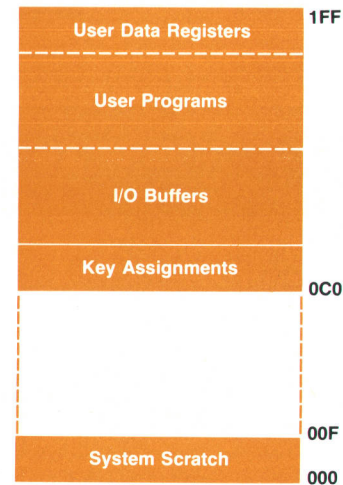 User Data Registers
1FF
User Programs
I/O Buffers
Key Assignments
0C0
00F
System Scratch
000